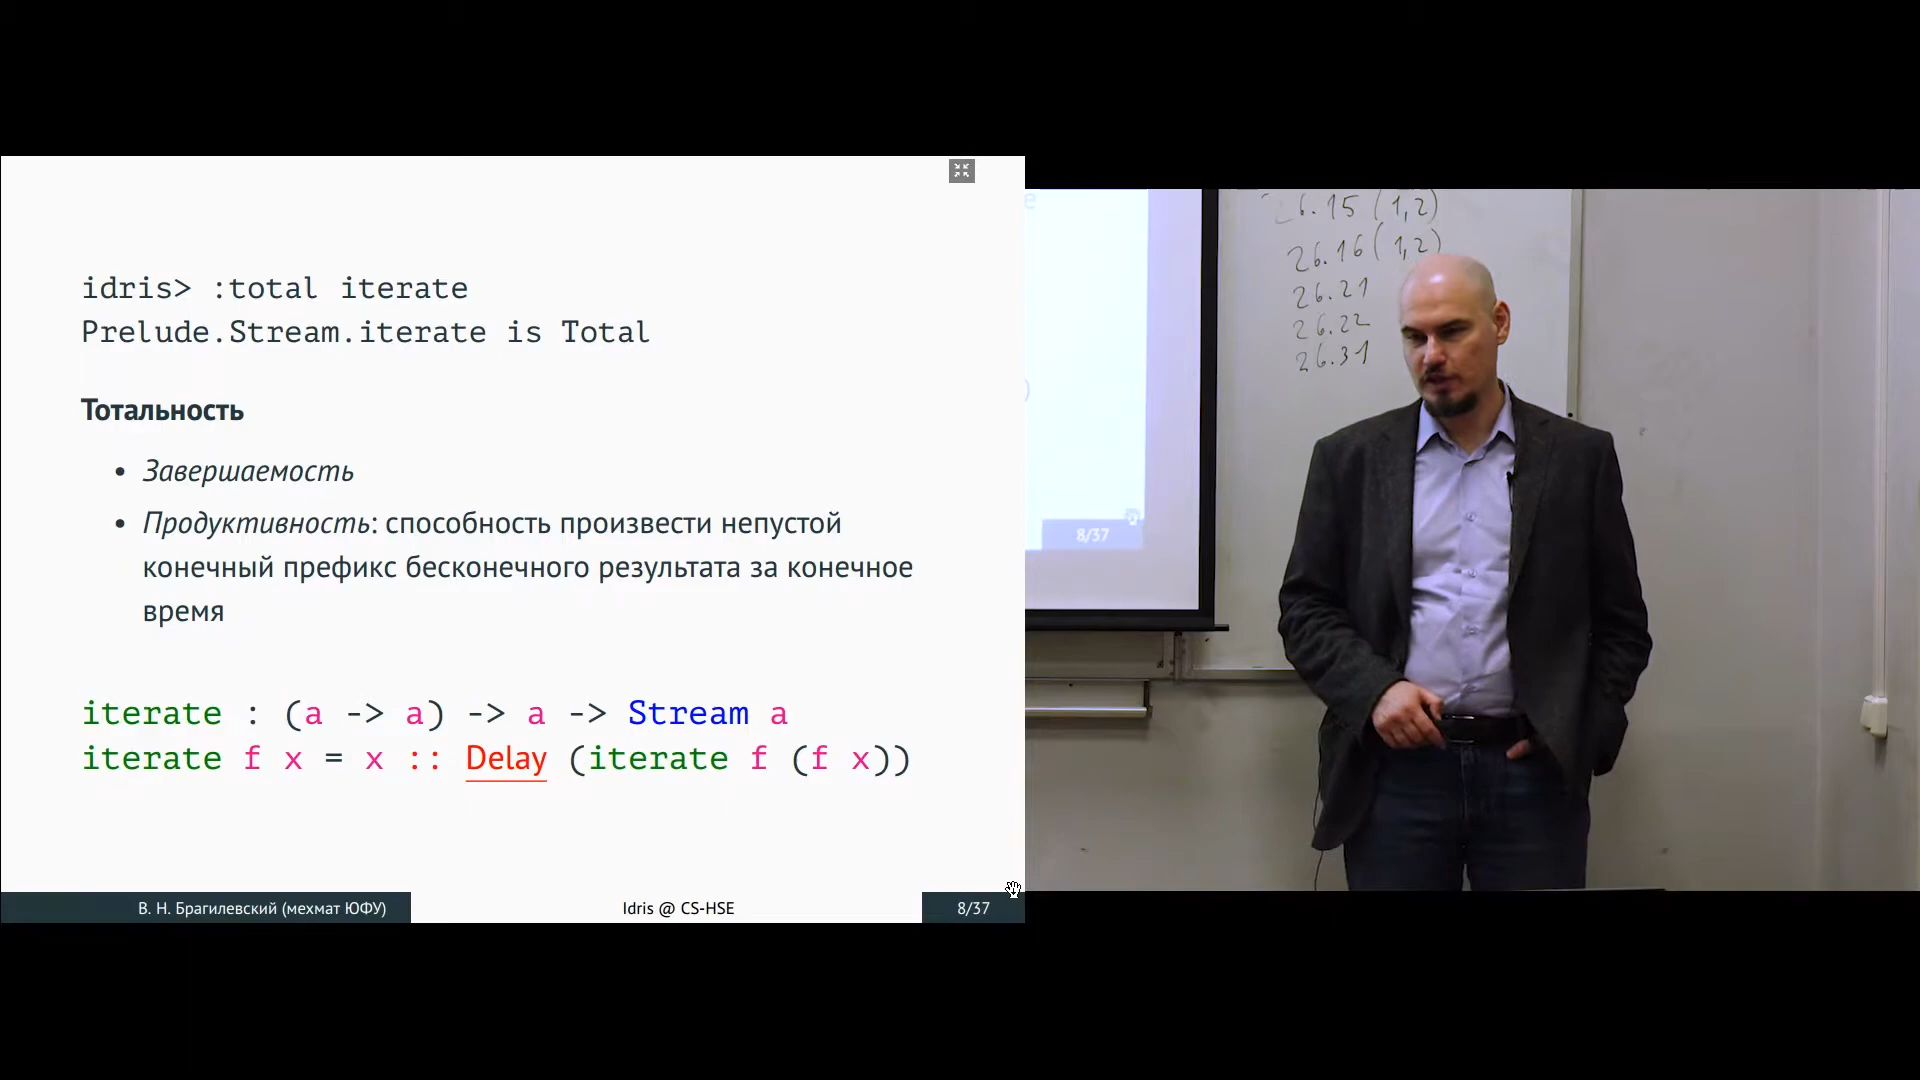 idris> :total iterate
Prelude.Stream.iterate is Total
Тотальность
• Завершаемость
• Продуктивность: способность произвести непустой
конечный префикс бесконечного результата за конечное
время
iterate : (a -> a) -> a -> Stream a
iterate f x = x :: Delay (iterate f (f x))
В. Н. Брагилевский (мехмат ЮФУ)
Idris @ CS-HSE
8/37
26.15 (1,2)
26.16 (1,2)
26.21
26.22
26.31
8/37